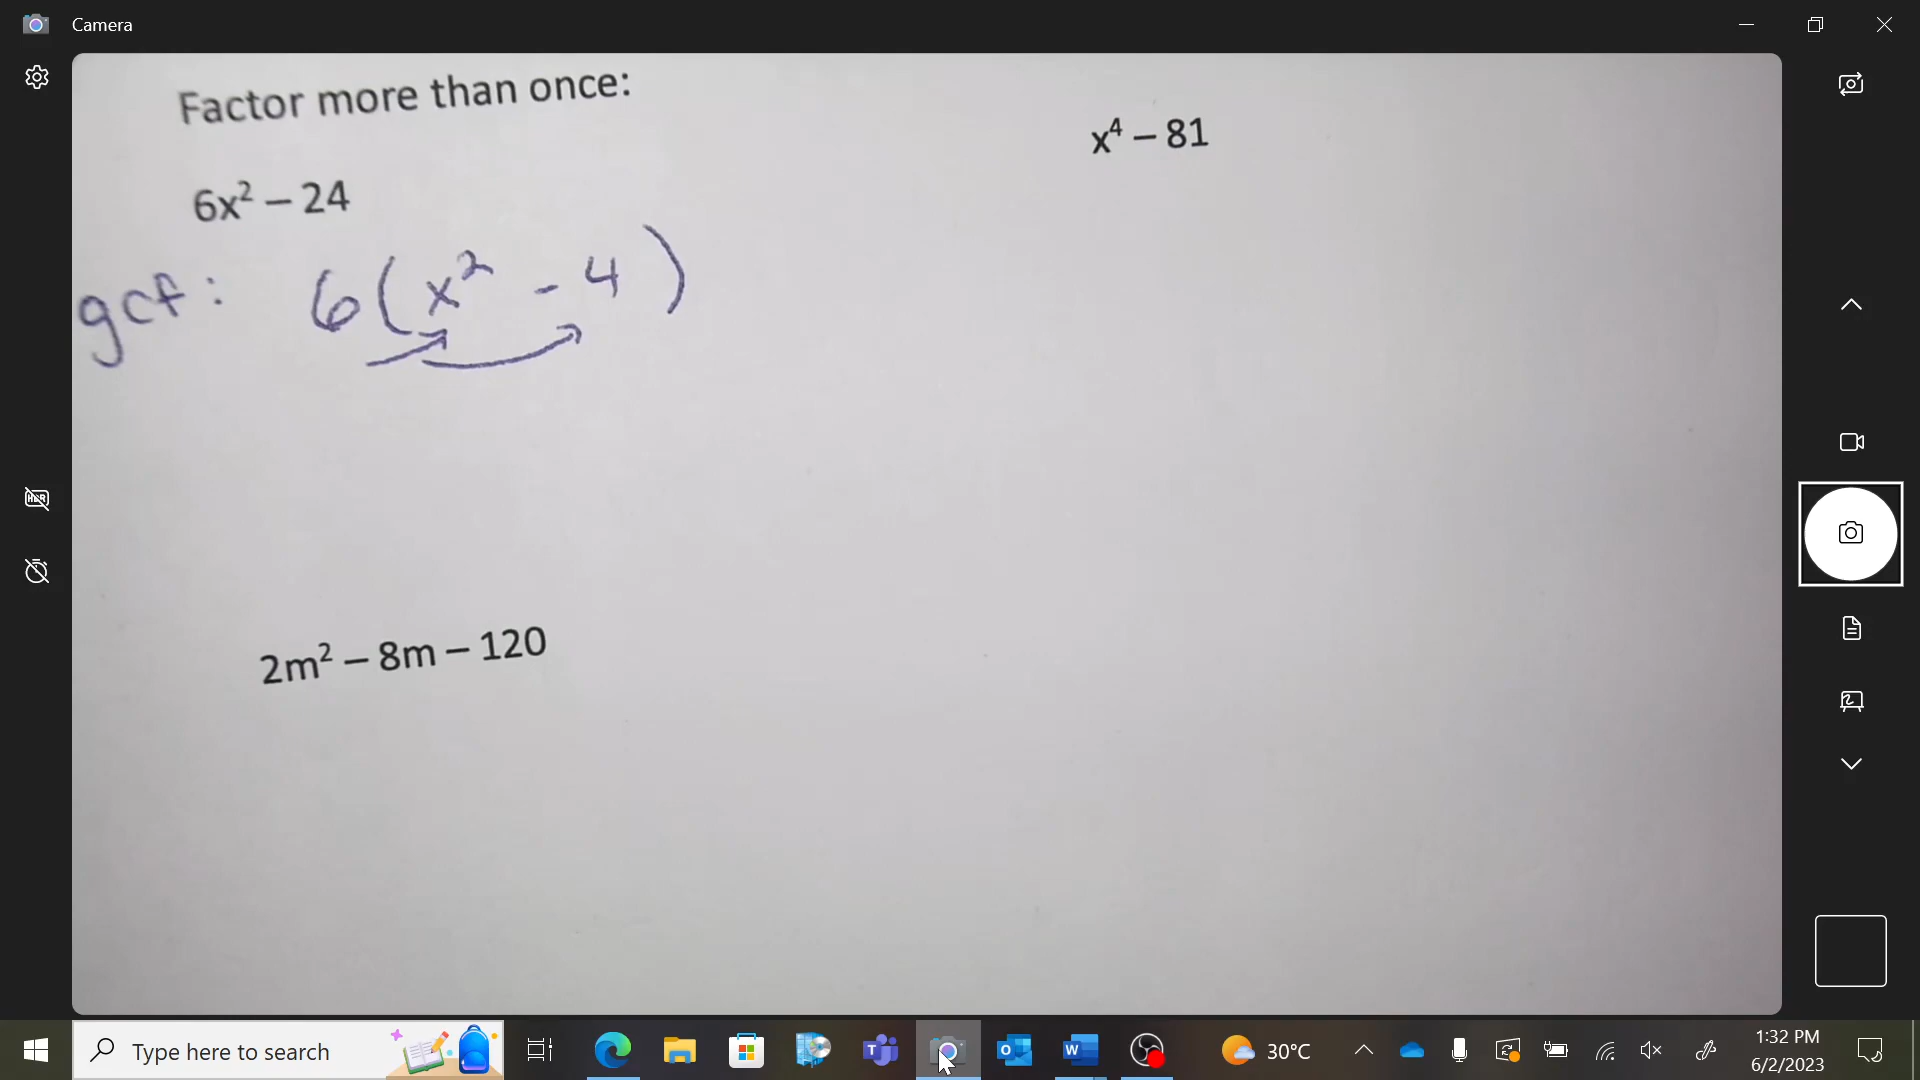 Camera
Factor more than once:
6x² – 24
gcf: 6(x² - 4)
2m² – 8m – 120
x⁴ – 81
Type here to search
30°C
1:32 PM
6/2/2023